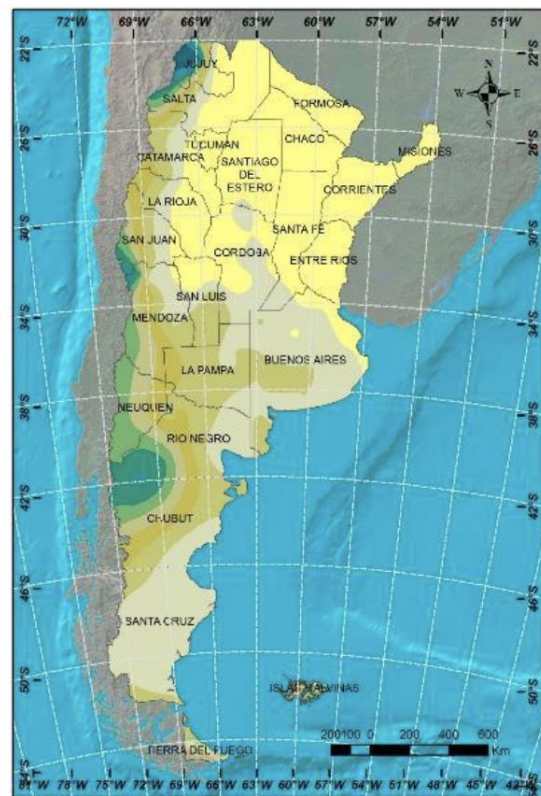 72°W 69°W 66°W 63°W 60°W 57°W 54°W 51°W
22°S
22°S
JUJUY
N
W E
S
SALTA
FORMOSA
26°S
26°S
CHACO
TUCUMAN
MISIONES
CATAMARCA
SANTIAGO
DEL
ESTERO
CORRIENTES
LA RIOJA
30°S
30°S
SANTA FE
SAN JUAN
CORDOBA
ENTRE RIOS
SAN LUIS
34°S
34°S
MENDOZA
BUENOS AIRES
LA PAMPA
38°S
38°S
NEUQUEN
RIO NEGRO
42°S
42°S
CHUBUT
46°S
46°S
SANTA CRUZ
50°S
50°S
ISLAS MALVINAS
TIERRA DEL FUEGO
200100 0 200 400 600
Km
54°S
54°S
81°W 78°W 75°W 72°W 69°W 66°W 63°W 60°W 57°W 54°W 51°W 48°W 45°W 42°W